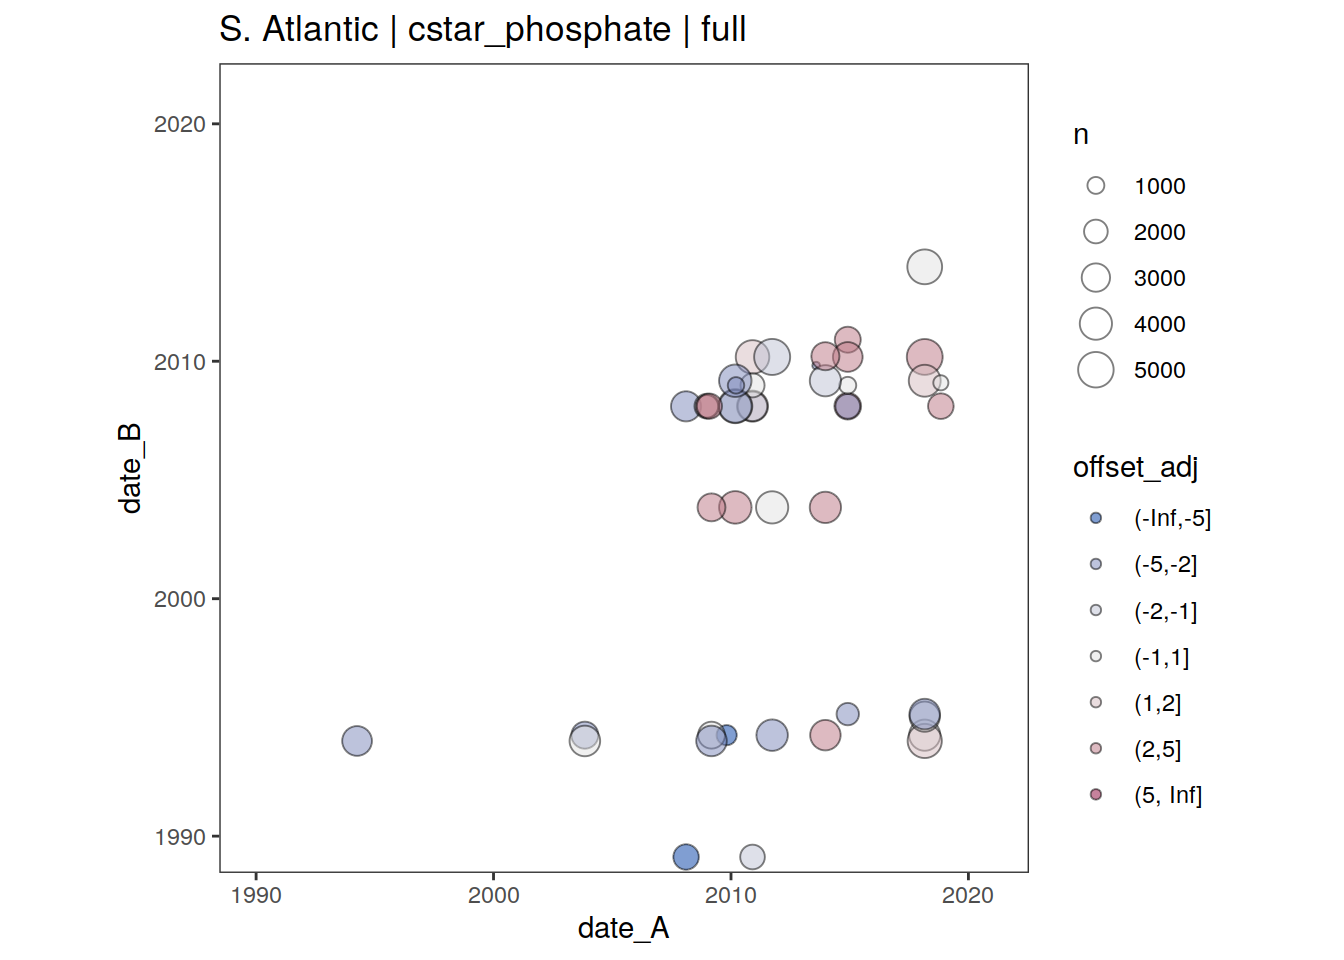 S. Atlantic | cstar_phosphate | full
2020
2010
2000
1990
date_B
1990
2000
2010
2020
date_A
n
1000
2000
3000
4000
5000
offset_adj
(-Inf,-5]
(-5,-2]
(-2,-1]
(-1,1]
(1,2]
(2,5]
(5, Inf]